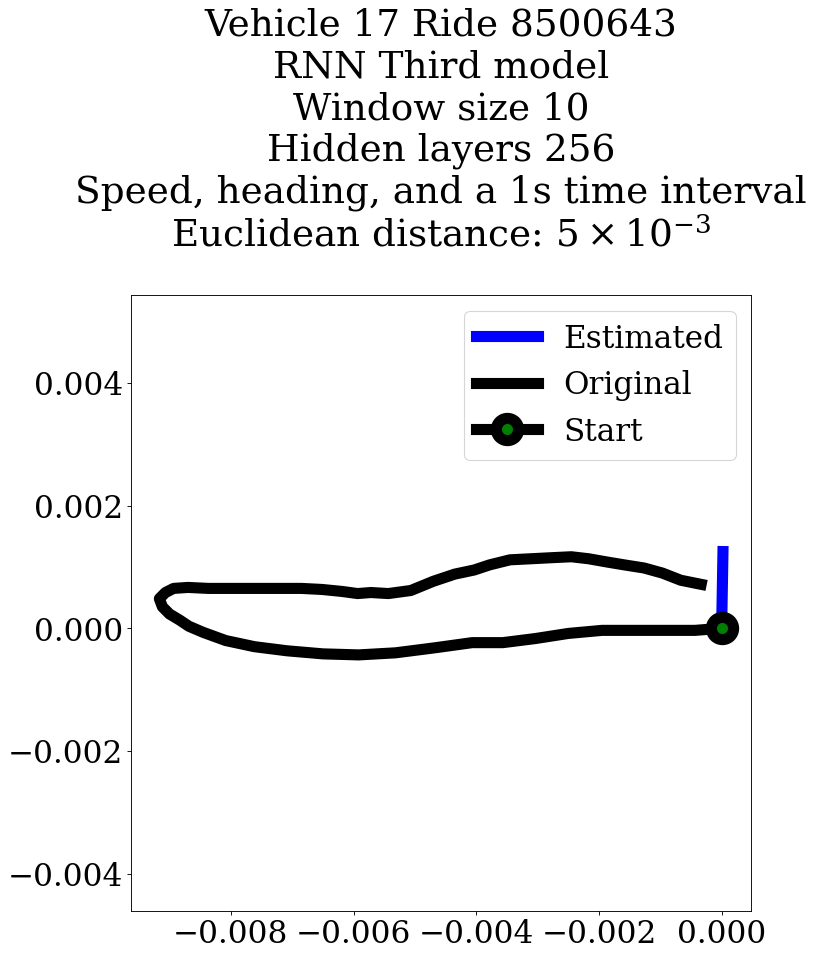 Vehicle 17 Ride 8500643
RNN Third model
Window size 10
Hidden layers 256
Speed, heading, and a 1s time interval
Euclidean distance: 5 × 10⁻³
Estimated
Original
Start
0.004
0.002
0.000
−0.002
−0.004
−0.008 −0.006 −0.004 −0.002 0.000